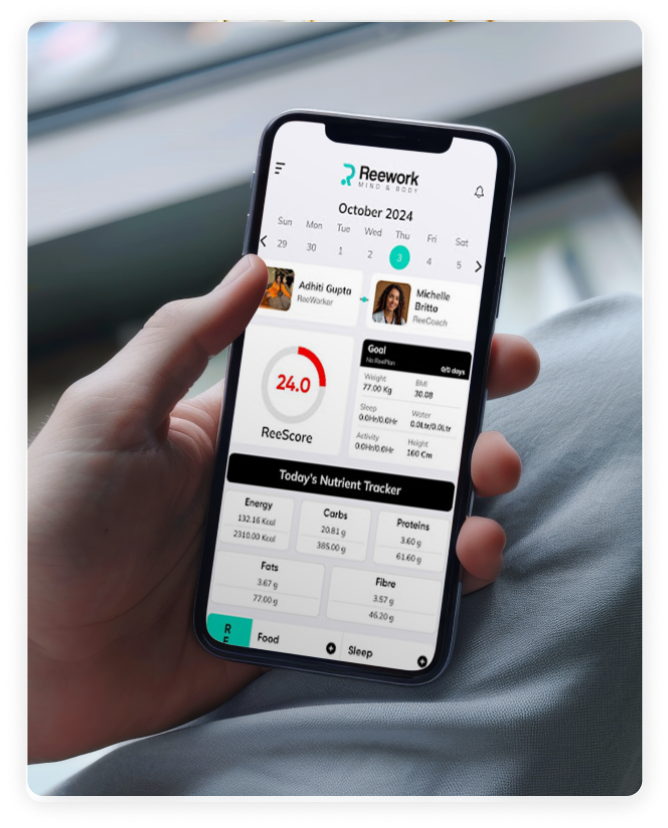 Reework
MIND & BODY
October 2024
Sun Mon Tue Wed Thu Fri Sat
29 30 1 2 3 4 5
Adhiti Gupta
ReeWorker
Michelle
Britto
ReeCoach
24.0
ReeScore
Goal
No ReePlan 0/0 days
Weight BMI
77.00 Kg 30.08
Sleep Water
0.0Hr/0.0Hr 0.0Ltr/0.0Ltr
Activity Height
0.0Hr/0.0Hr 160 Cm
Today's Nutrient Tracker
Energy
132.16 Kcal
2310.00 Kcal
Carbs
20.81 g
385.00 g
Proteins
3.60 g
61.60 g
Fats
3.67 g
77.00 g
Fibre
3.57 g
46.20 g
R
E
Food
Sleep